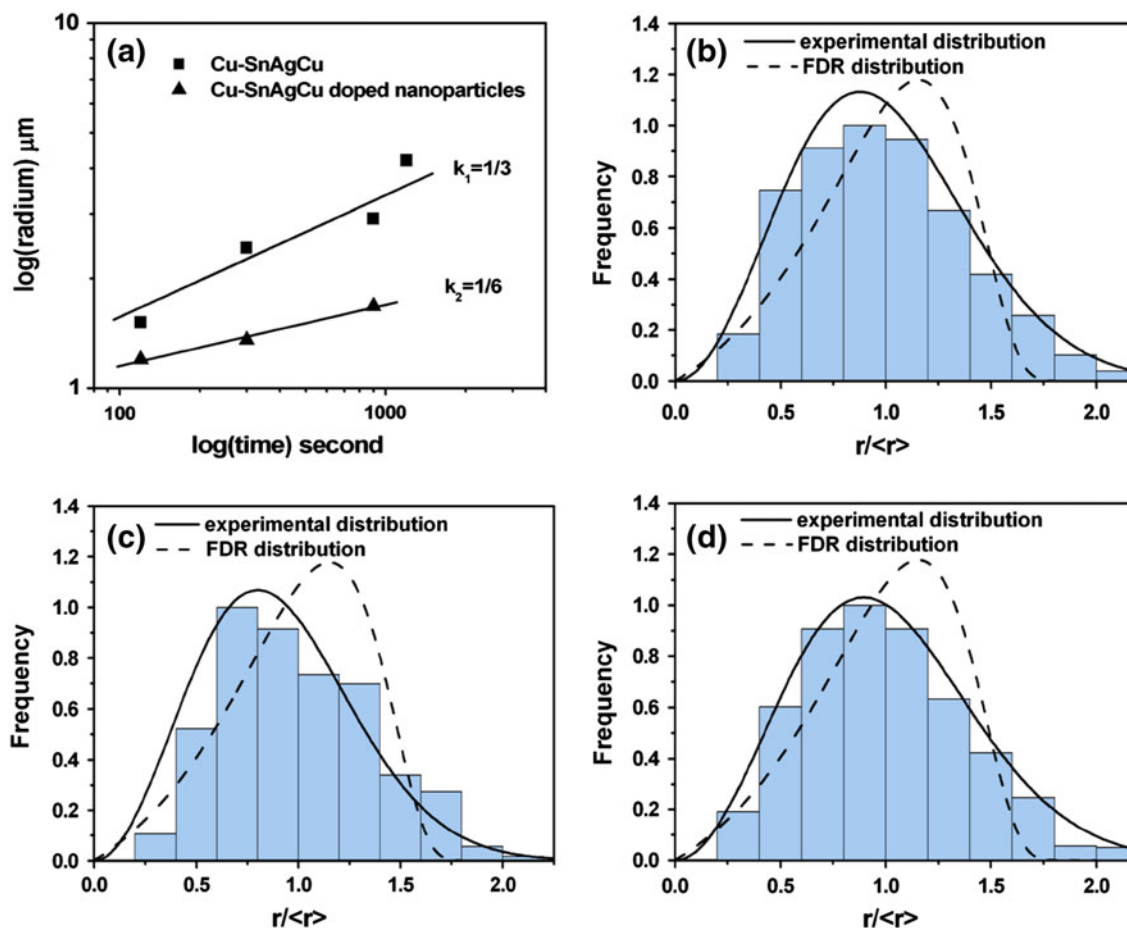 (a)
Cu-SnAgCu
Cu-SnAgCu doped nanoparticles
k1=1/3
k2=1/6
log(radium) μm
10
1
100
1000
log(time) second
(b)
experimental distribution
FDR distribution
Frequency
1.4
1.2
1.0
0.8
0.6
0.4
0.2
0.0
0.0 0.5 1.0 1.5 2.0
r/<r>
(c)
experimental distribution
FDR distribution
Frequency
1.4
1.2
1.0
0.8
0.6
0.4
0.2
0.0
0.0 0.5 1.0 1.5 2.0
r/<r>
(d)
experimental distribution
FDR distribution
Frequency
1.4
1.2
1.0
0.8
0.6
0.4
0.2
0.0
0.0 0.5 1.0 1.5 2.0
r/<r>